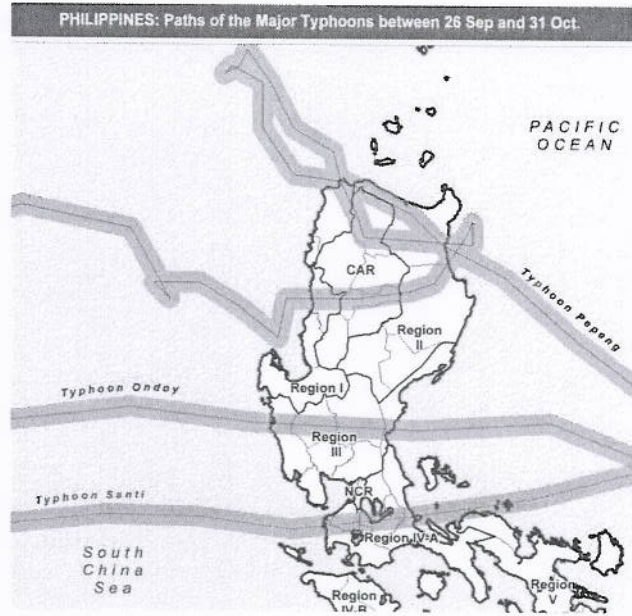 PHILIPPINES: Paths of the Major Typhoons between 26 Sep and 31 Oct.
PACIFIC
OCEAN
CAR
Typhoon Pepeng
Region
II
Typhoon Ondoy
Region I
Region
III
Typhoon Santi
NCR
Region IV-A
South
China
Sea
Region
IV-B
Region
V